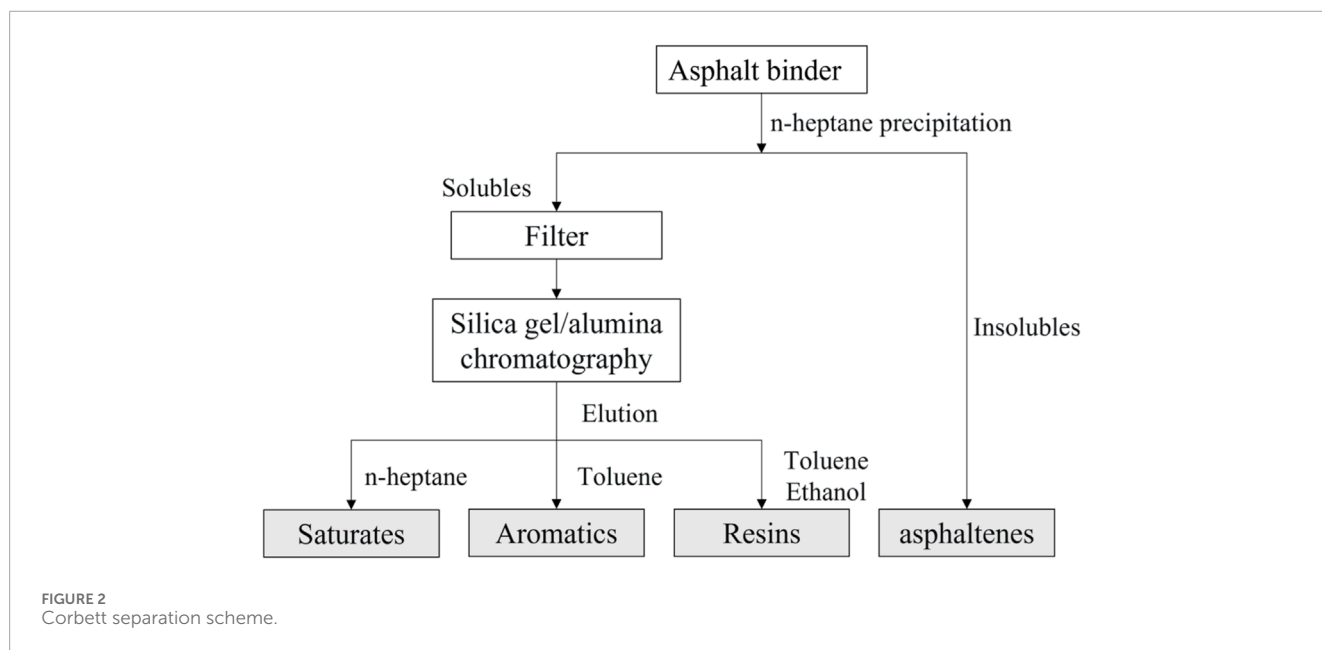 Asphalt binder
n-heptane precipitation
Solubles
Filter
Silica gel/alumina
chromatography
Insolubles
Elution
n-heptane
Toluene
Toluene
Ethanol
Saturates
Aromatics
Resins
asphaltenes
FIGURE 2
Corbett separation scheme.